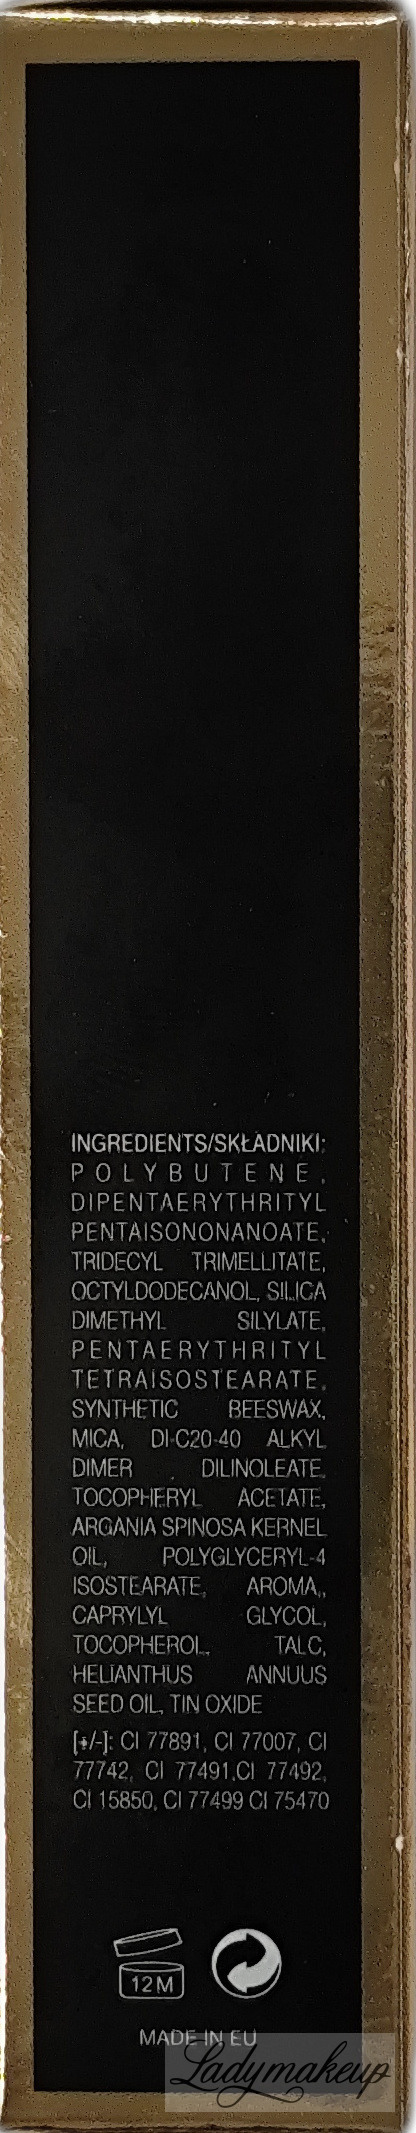 INGREDIENTS/SKŁADNIKI:
POLYBUTENE,
DIPENTAERYTHRITYL
PENTAISONONANOATE,
TRIDECYL TRIMELLITATE,
OCTYLDODECANOL, SILICA
DIMETHYL SILYLATE,
PENTAERYTHRITYL
TETRAISOSTEARATE,
SYNTHETIC BEESWAX,
MICA, DI-C20-40 ALKYL
DIMER DILINOLEATE,
TOCOPHERYL ACETATE,
ARGANIA SPINOSA KERNEL
OIL, POLYGLYCERYL-4
ISOSTEARATE, AROMA,,
CAPRYLYL GLYCOL,
TOCOPHEROL, TALC,
HELIANTHUS ANNUUS
SEED OIL, TIN OXIDE
[+/-]: CI 77891, CI 77007, CI
77742, CI 77491,CI 77492,
CI 15850, CI 77499 CI 75470
12M
MADE IN EU
Ladymakeup